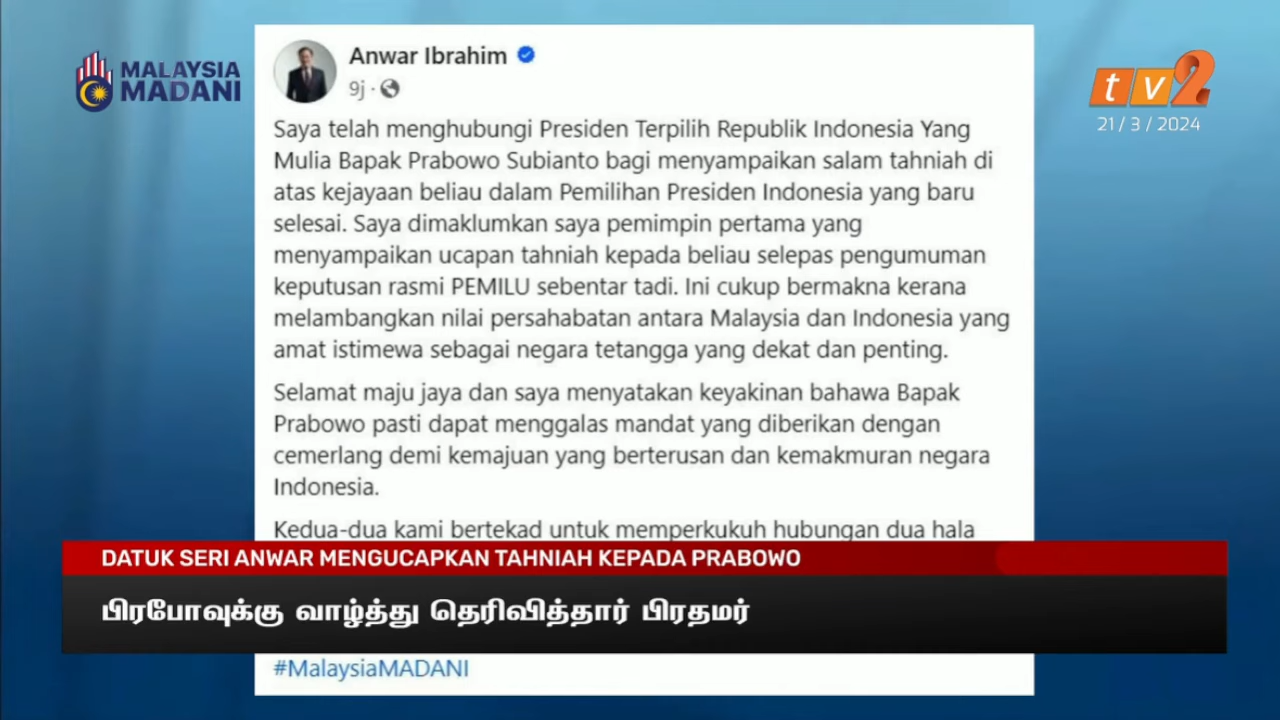 MALAYSIA
MADANI
tv2
21 / 3 / 2024
Anwar Ibrahim
9j ·
Saya telah menghubungi Presiden Terpilih Republik Indonesia Yang
Mulia Bapak Prabowo Subianto bagi menyampaikan salam tahniah di
atas kejayaan beliau dalam Pemilihan Presiden Indonesia yang baru
selesai. Saya dimaklumkan saya pemimpin pertama yang
menyampaikan ucapan tahniah kepada beliau selepas pengumuman
keputusan rasmi PEMILU sebentar tadi. Ini cukup bermakna kerana
melambangkan nilai persahabatan antara Malaysia dan Indonesia yang
amat istimewa sebagai negara tetangga yang dekat dan penting.
Selamat maju jaya dan saya menyatakan keyakinan bahawa Bapak
Prabowo pasti dapat menggalas mandat yang diberikan dengan
cemerlang demi kemajuan yang berterusan dan kemakmuran negara
Indonesia.
Kedua-dua kami bertekad untuk memperkukuh hubungan dua hala
DATUK SERI ANWAR MENGUCAPKAN TAHNIAH KEPADA PRABOWO
பிரபோவுக்கு வாழ்த்து தெரிவித்தார் பிரதமர்
#MalaysiaMADANI